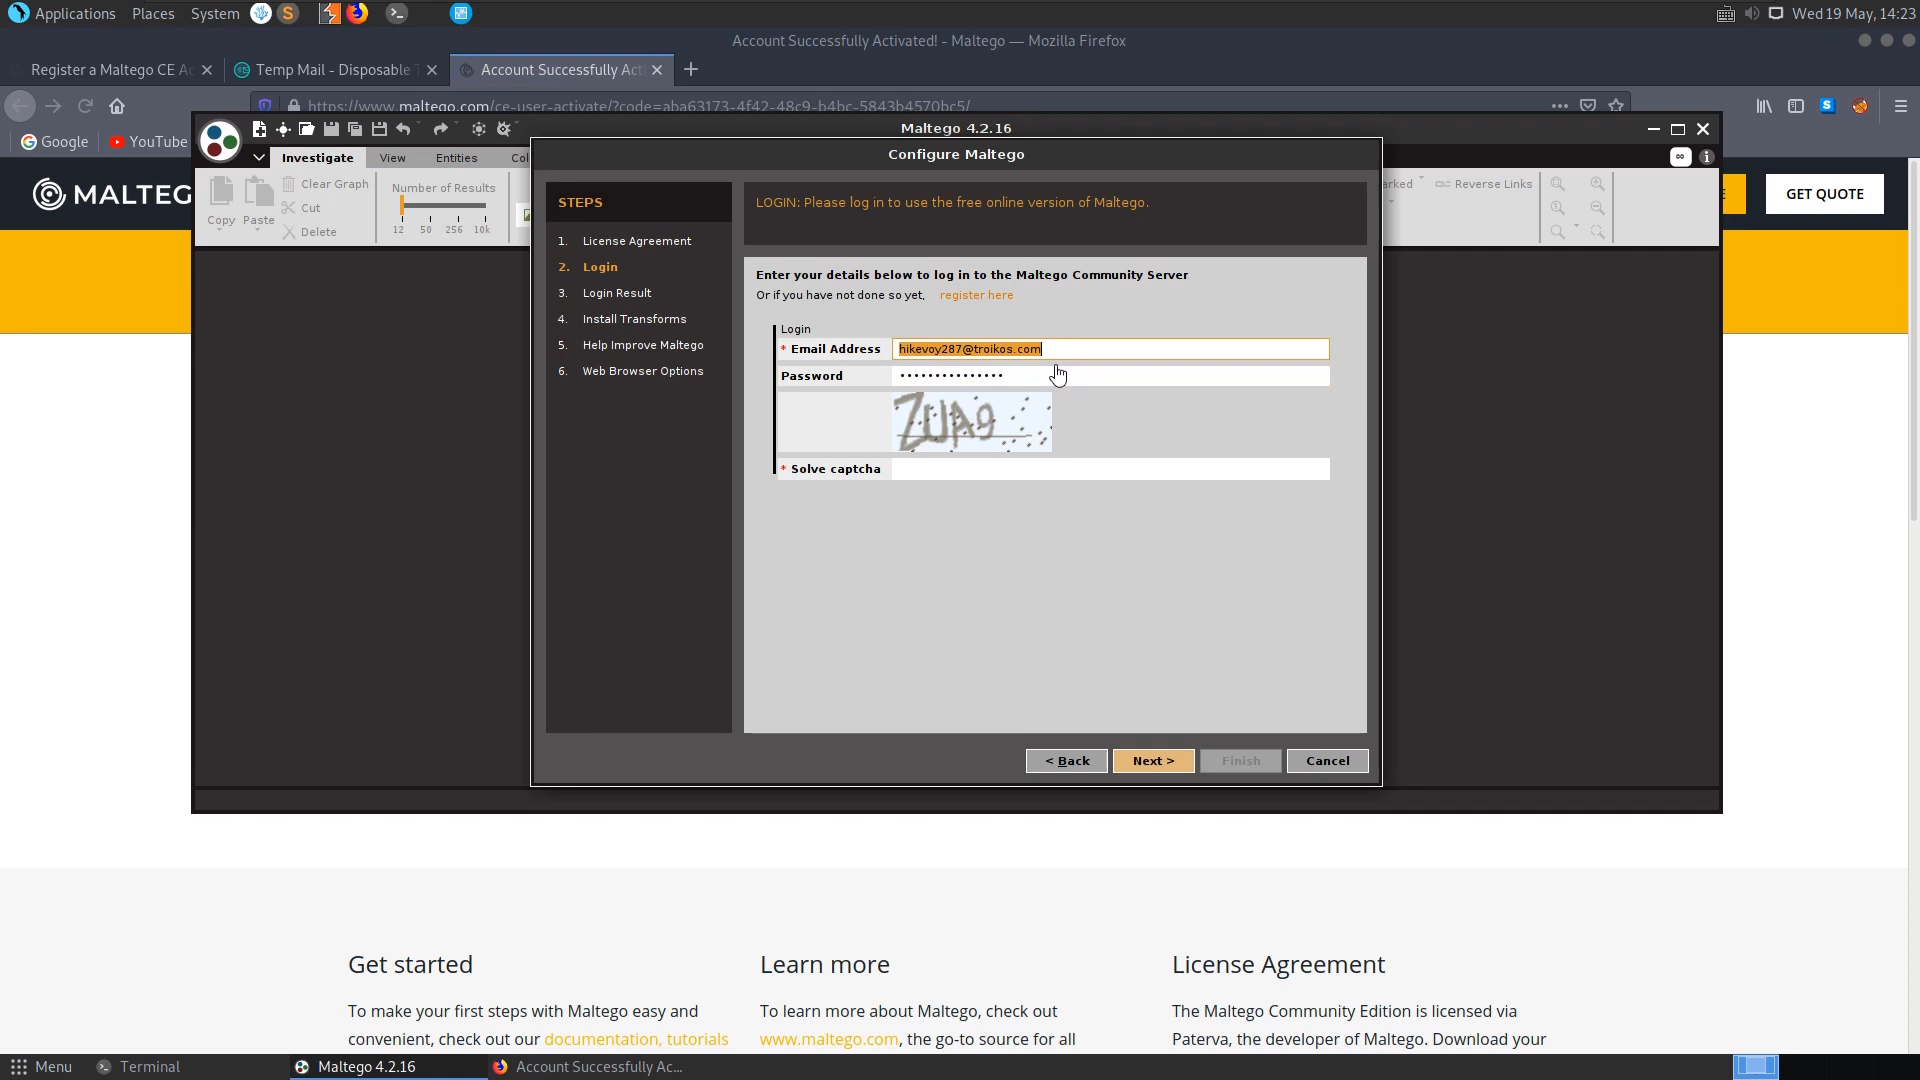 Applications Places System
Wed 19 May, 14:23
Account Successfully Activated! - Maltego — Mozilla Firefox
Register a Maltego CE Ac
Temp Mail - Disposable T
Account Successfully Act
https://www.maltego.com/ce-user-activate/?code=aba63173-4f42-48c9-b4bc-5843b4570bc5/
Google
YouTube
Maltego 4.2.16
Investigate View Entities Col
Configure Maltego
MALTEG
Copy
Paste
Clear Graph
Cut
Delete
Number of Results
12 50 256 10k
arked
Reverse Links
E
GET QUOTE
STEPS
1. License Agreement
2. Login
3. Login Result
4. Install Transforms
5. Help Improve Maltego
6. Web Browser Options
LOGIN: Please log in to use the free online version of Maltego.
Enter your details below to log in to the Maltego Community Server
Or if you have not done so yet, register here
Login
* Email Address hikevoy287@troikos.com
Password •••••••••••••••
ZUA9
* Solve captcha
< Back
Next >
Finish
Cancel
Get started
To make your first steps with Maltego easy and
convenient, check out our documentation, tutorials
Learn more
To learn more about Maltego, check out
www.maltego.com, the go-to source for all
License Agreement
The Maltego Community Edition is licensed via
Paterva, the developer of Maltego. Download your
Menu
Terminal
Maltego 4.2.16
Account Successfully Ac...